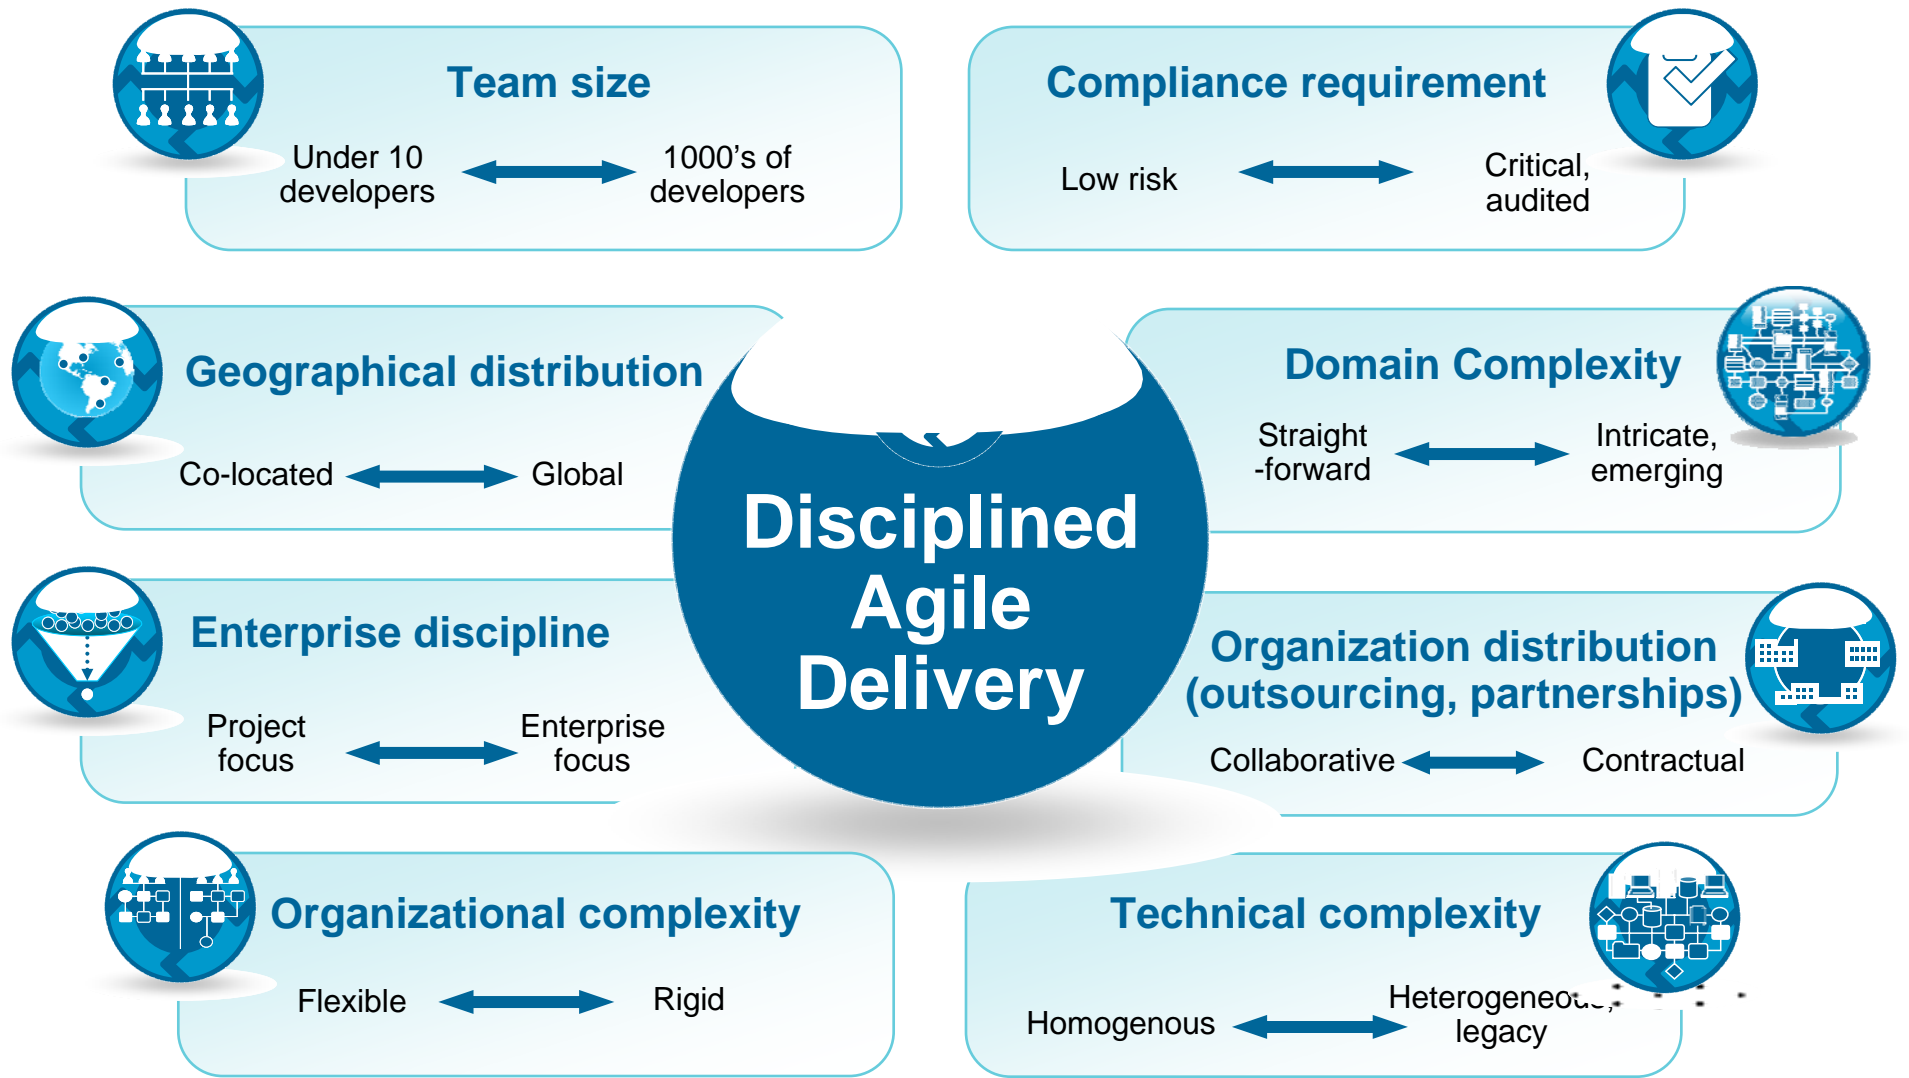 Team size
Under 10
developers
1000’s of
developers
Compliance requirement
Low risk
Critical,
audited
Geographical distribution
Co-located
Global
Domain Complexity
Straight
-forward
Intricate,
emerging
Disciplined
Agile
Delivery
Enterprise discipline
Project
focus
Enterprise
focus
Organization distribution
(outsourcing, partnerships)
Collaborative
Contractual
Organizational complexity
Flexible
Rigid
Technical complexity
Homogenous
Heterogeneous,
legacy